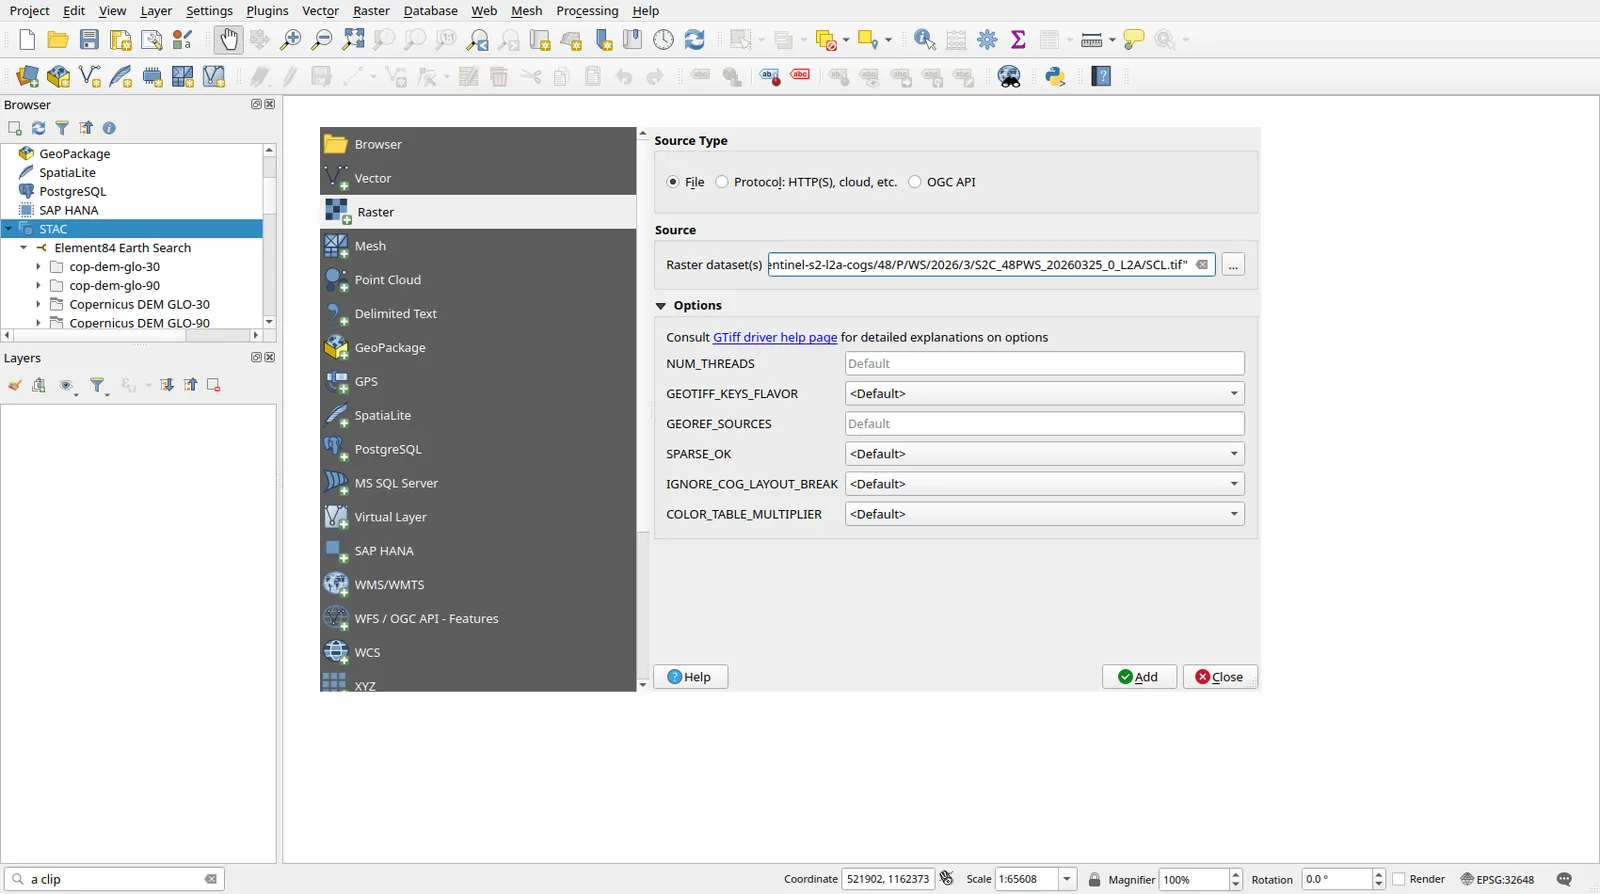 Project Edit View Layer Settings Plugins Vector Raster Database Web Mesh Processing Help
Browser
GeoPackage
SpatiaLite
PostgreSQL
SAP HANA
STAC
Element84 Earth Search
cop-dem-glo-30
cop-dem-glo-90
Copernicus DEM GLO-30
Copernicus DEM GLO-90
Layers
Browser
Vector
Raster
Mesh
Point Cloud
Delimited Text
GeoPackage
GPS
SpatiaLite
PostgreSQL
MS SQL Server
Virtual Layer
SAP HANA
WMS/WMTS
WFS / OGC API - Features
WCS
XYZ
Source Type
File Protocol: HTTP(S), cloud, etc. OGC API
Source
Raster dataset(s) entinel-s2-l2a-cogs/48/P/WS/2026/3/S2C_48PWS_20260325_0_L2A/SCL.tif" ...
Options
Consult GTiff driver help page for detailed explanations on options
NUM_THREADS Default
GEOTIFF_KEYS_FLAVOR <Default>
GEOREF_SOURCES Default
SPARSE_OK <Default>
IGNORE_COG_LAYOUT_BREAK <Default>
COLOR_TABLE_MULTIPLIER <Default>
Help Add Close
a clip Coordinate 521902, 1162373 Scale 1:65608 Magnifier 100% Rotation 0.0 ° Render EPSG:32648